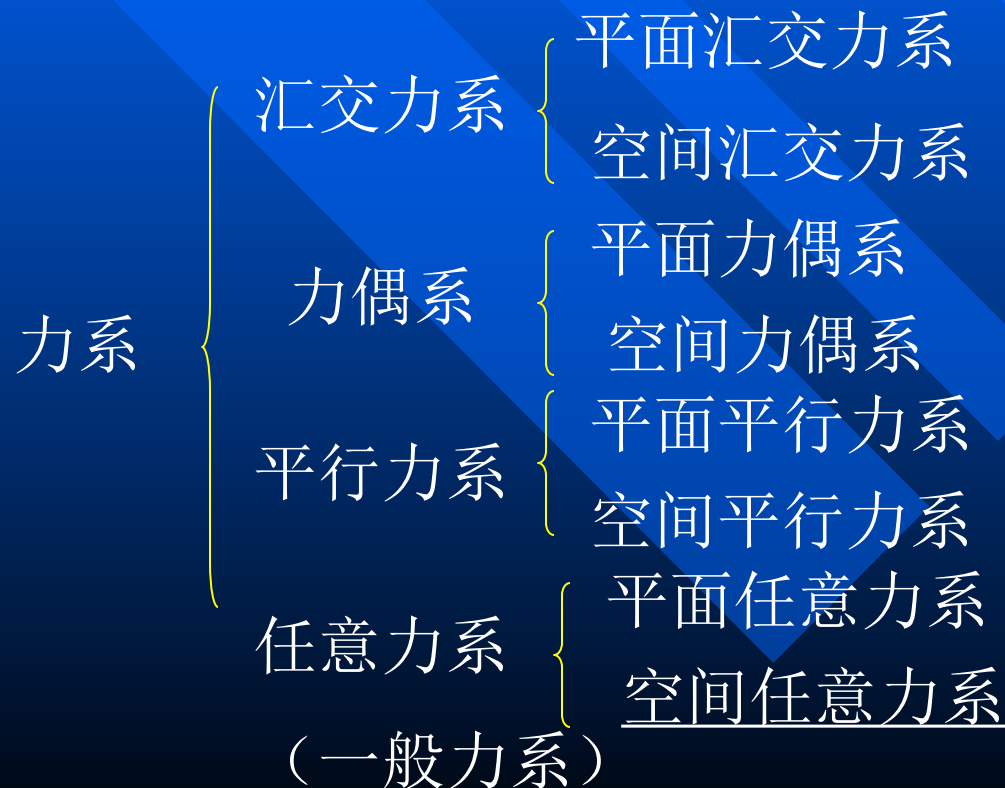 力系
汇交力系
平面汇交力系
空间汇交力系
力偶系
平面力偶系
空间力偶系
平行力系
平面平行力系
空间平行力系
任意力系
（一般力系）
平面任意力系
空间任意力系